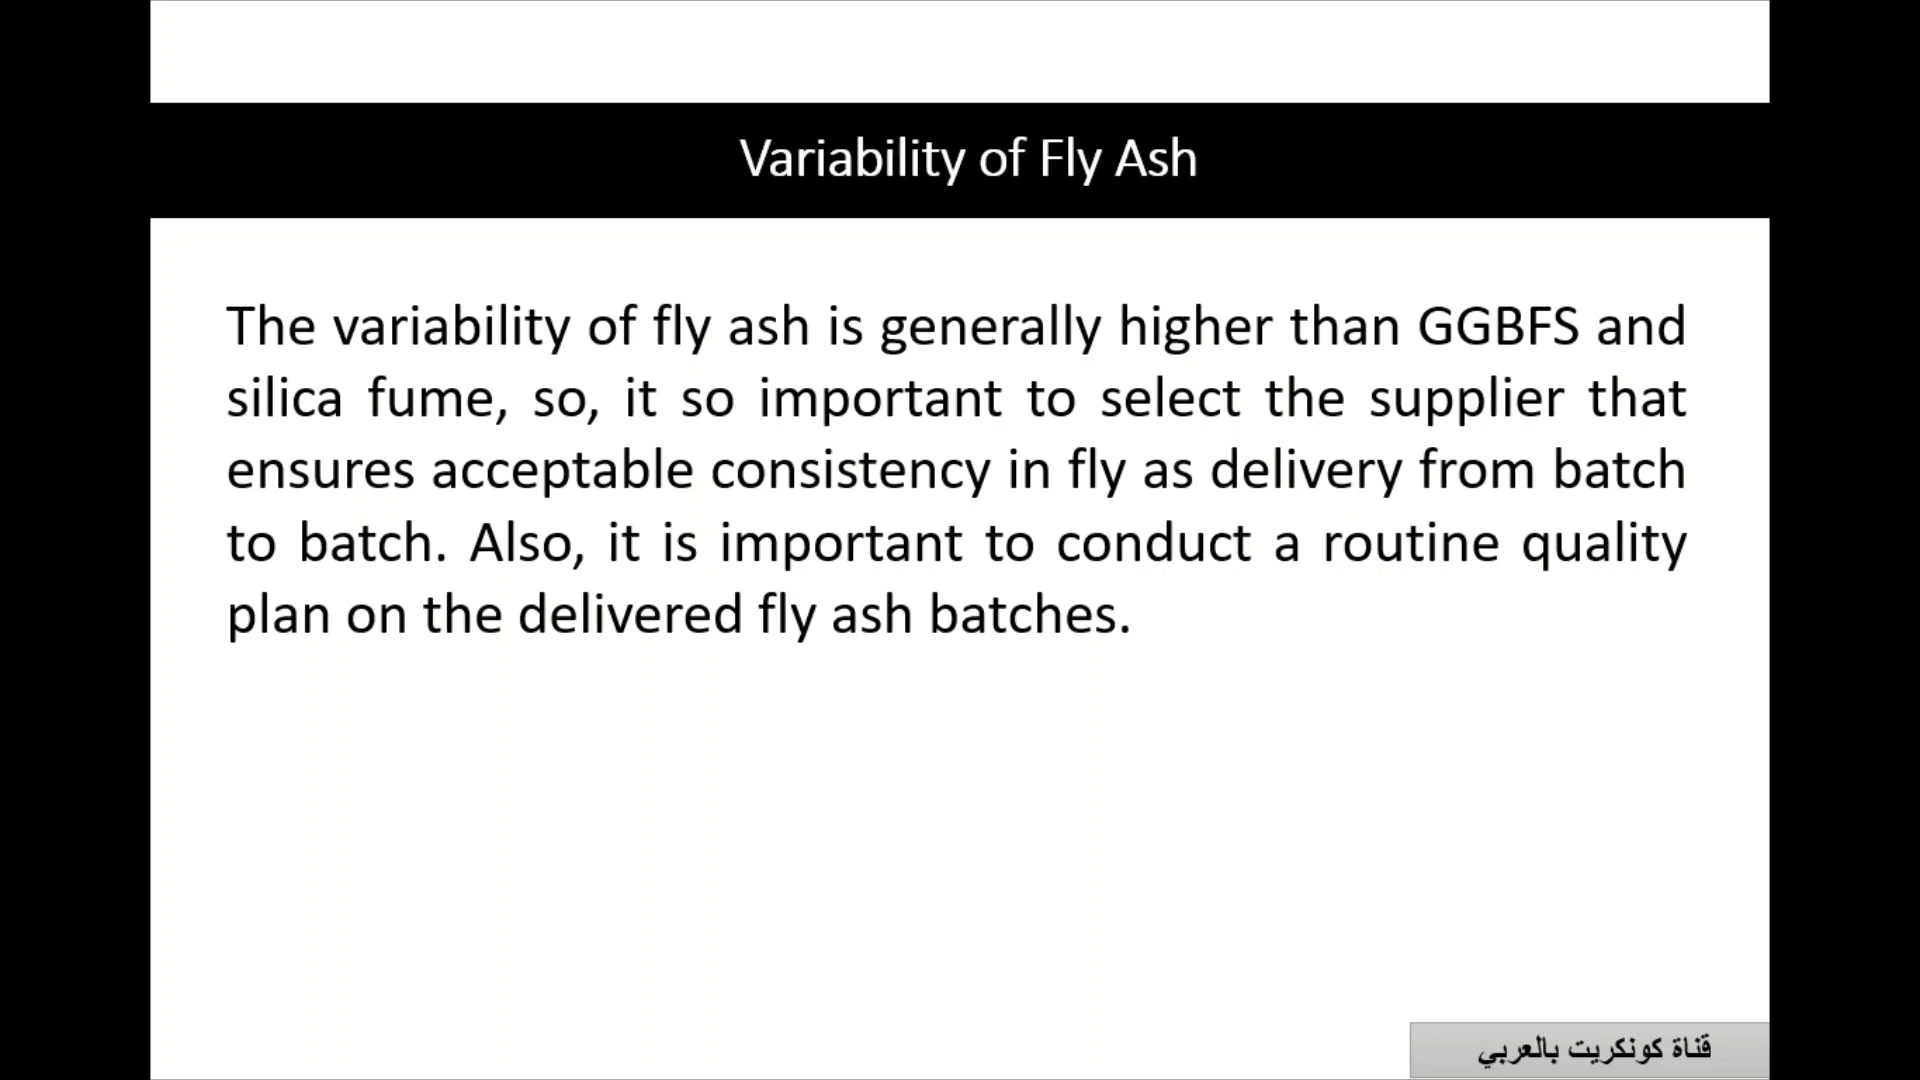 Variability of Fly Ash
The variability of fly ash is generally higher than GGBFS and
silica fume, so, it so important to select the supplier that
ensures acceptable consistency in fly as delivery from batch
to batch. Also, it is important to conduct a routine quality
plan on the delivered fly ash batches.
قناة كونكريت بالعربي